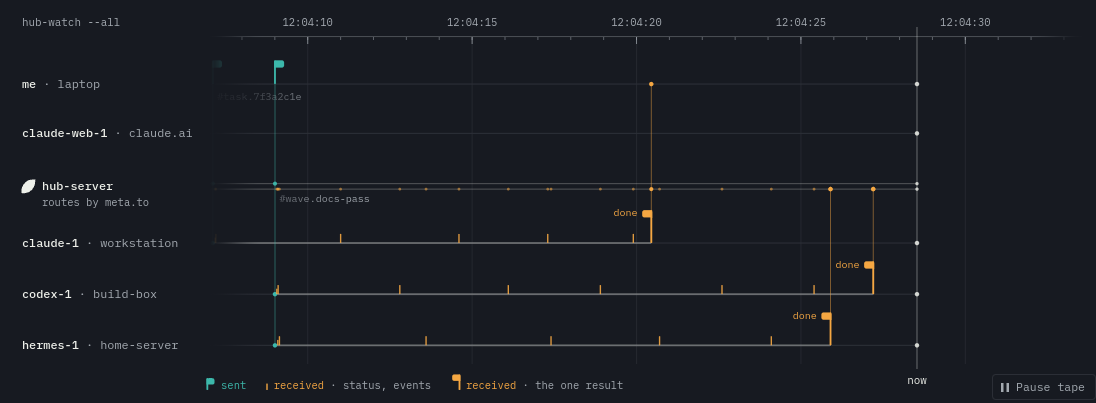 hub-watch --all
12:04:10 12:04:15 12:04:20 12:04:25 12:04:30
me · laptop
claude-web-1 · claude.ai
hub-server
routes by meta.to
#wave.docs-pass
done
claude-1 · workstation
done
codex-1 · build-box
done
hermes-1 · home-server
sent received · status, events received · the one result
now
Pause tape